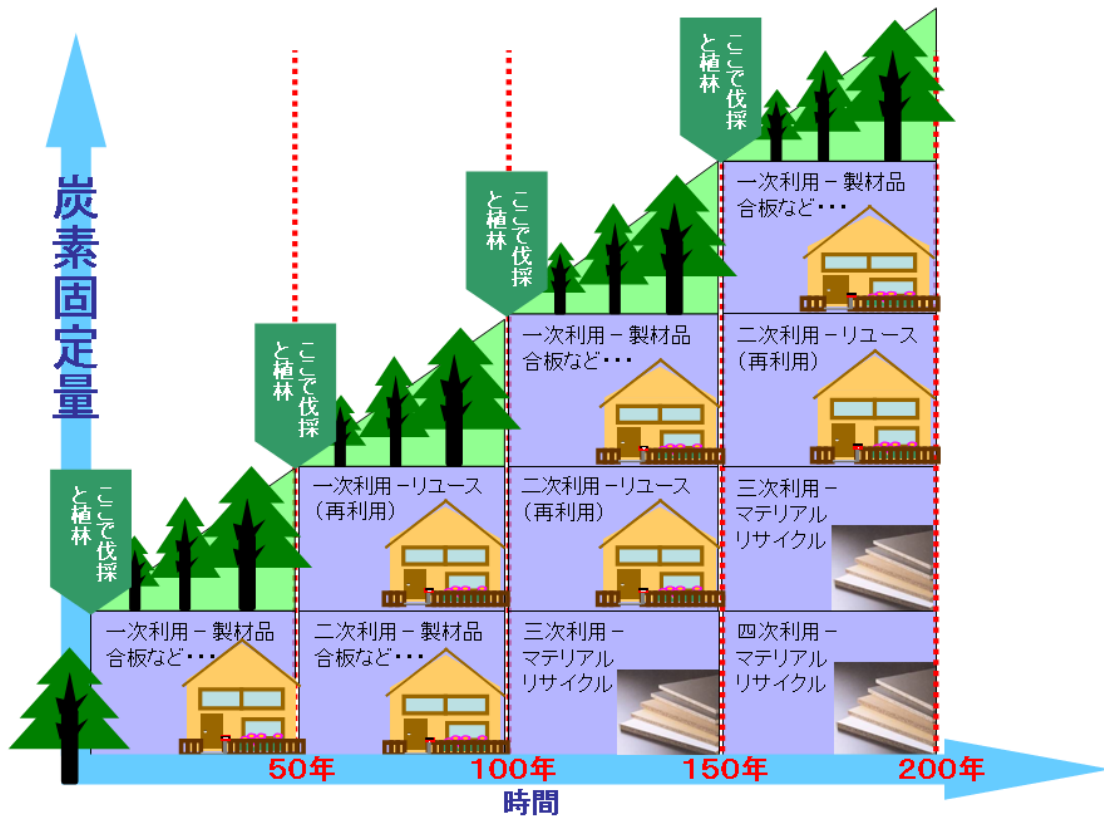 炭素固定量
ここで伐採
と植林
ここで伐採
と植林
ここで伐採
と植林
ここで伐採
と植林
一次利用－製材品
合板など・・・
一次利用－製材品
合板など・・・
二次利用－リユース
（再利用）
一次利用－リユース
（再利用）
二次利用－リユース
（再利用）
三次利用－
マテリアル
リサイクル
一次利用－製材品
合板など・・・
二次利用－製材品
合板など・・・
三次利用－
マテリアル
リサイクル
四次利用－
マテリアル
リサイクル
50年
100年
150年
200年
時間